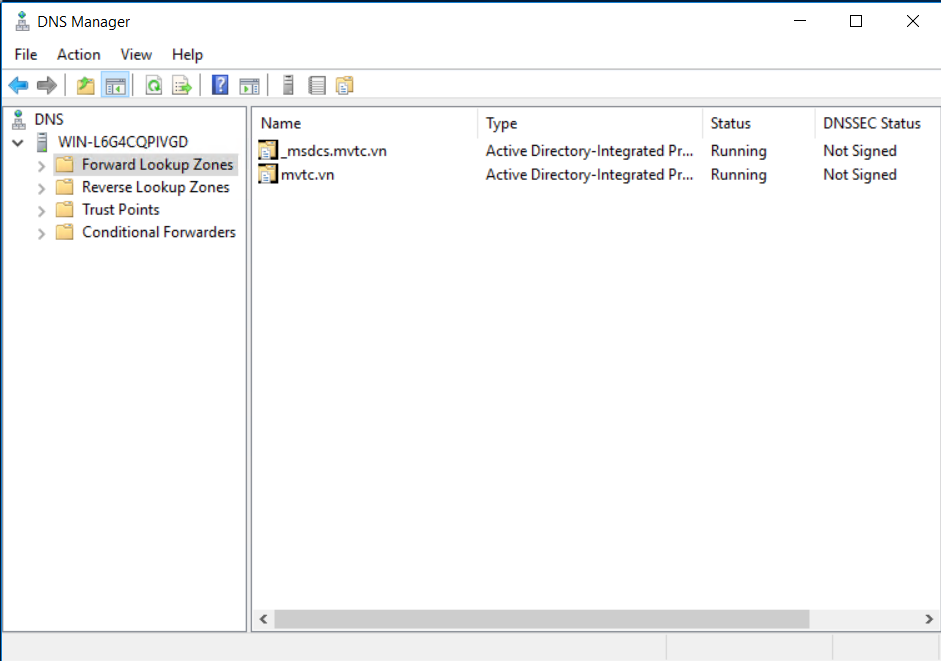 DNS Manager
File Action View Help
DNS
WIN-L6G4CQPIVGD
Forward Lookup Zones
Reverse Lookup Zones
Trust Points
Conditional Forwarders
Name Type Status DNSSEC Status
_msdcs.mvtc.vn Active Directory-Integrated Pr... Running Not Signed
mvtc.vn Active Directory-Integrated Pr... Running Not Signed